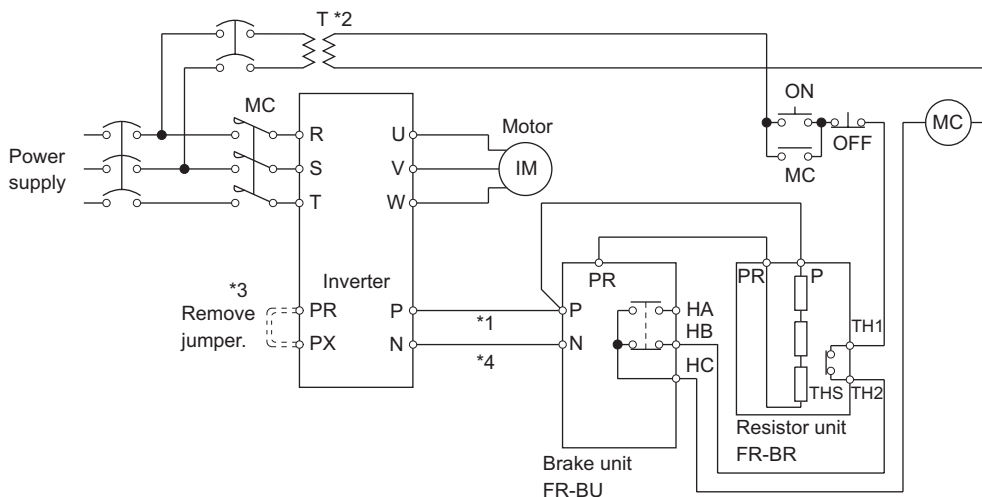 T *2
ON
MC
MC
OFF
MC
Power
supply
R
S
T
U
V
W
Motor
IM
Inverter
*3
Remove
jumper.
PR
PX
P
N
*1
*4
PR
P
N
HA
HB
HC
Brake unit
FR-BU
PR
P
TH1
THS
TH2
Resistor unit
FR-BR